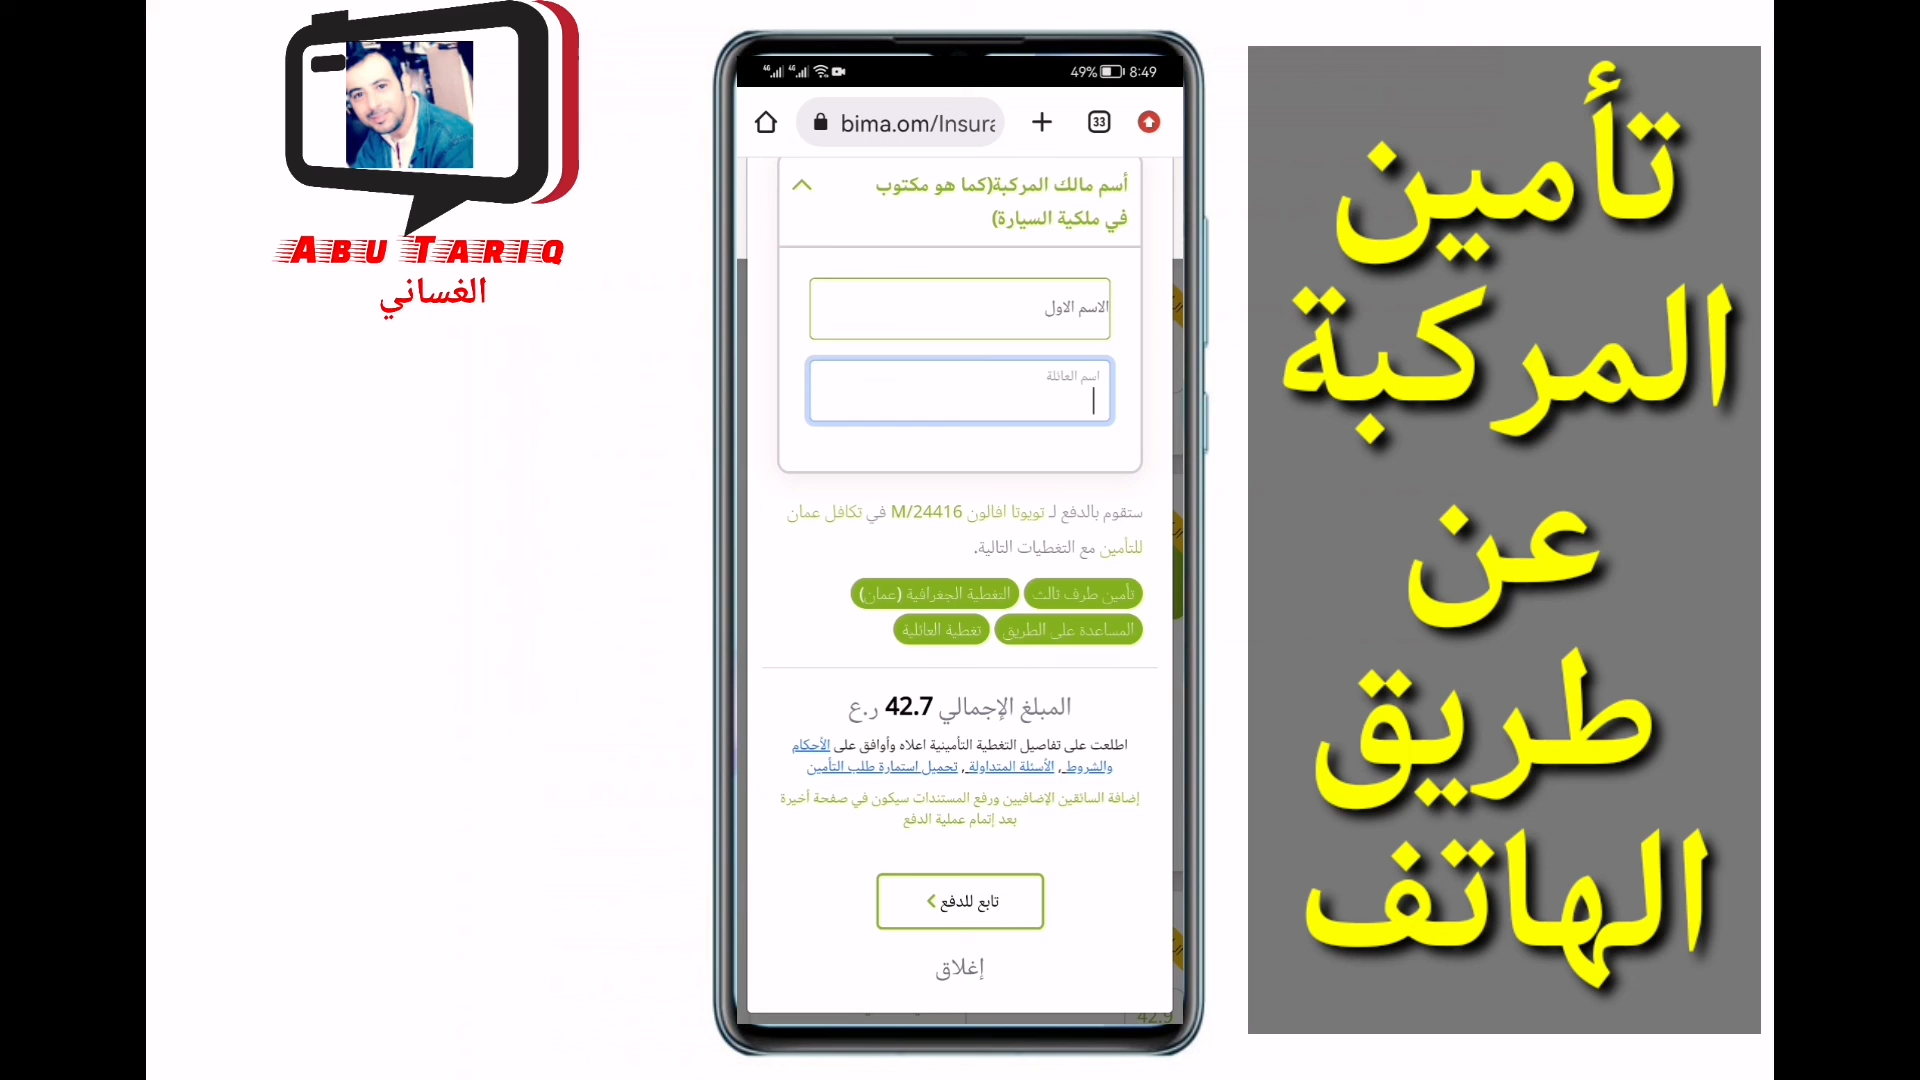 ABU TARIQ
الغساني
49% 8:49
bima.om/Insura
33
أسم مالك المركبة(كما هو مكتوب
في ملكية السيارة)
الاسم الاول
اسم العائلة
ستقوم بالدفع لـ تويوتا افالون M/24416 في تكافل عمان
للتأمين مع التغطيات التالية.
تأمين طرف ثالث التغطية الجغرافية (عمان)
المساعدة على الطريق تغطية العائلية
المبلغ الإجمالي 42.7 ر.ع
اطلعت على تفاصيل التغطية التأمينية اعلاه وأوافق على الأحكام
والشروط , الأسئلة المتداولة , تحميل استمارة طلب التأمين
إضافة السائقين الإضافيين ورفع المستندات سيكون في صفحة أخيرة
بعد إتمام عملية الدفع
تابع للدفع
إغلاق
42.9
تأمين
المركبة
عن
طريق
الهاتف